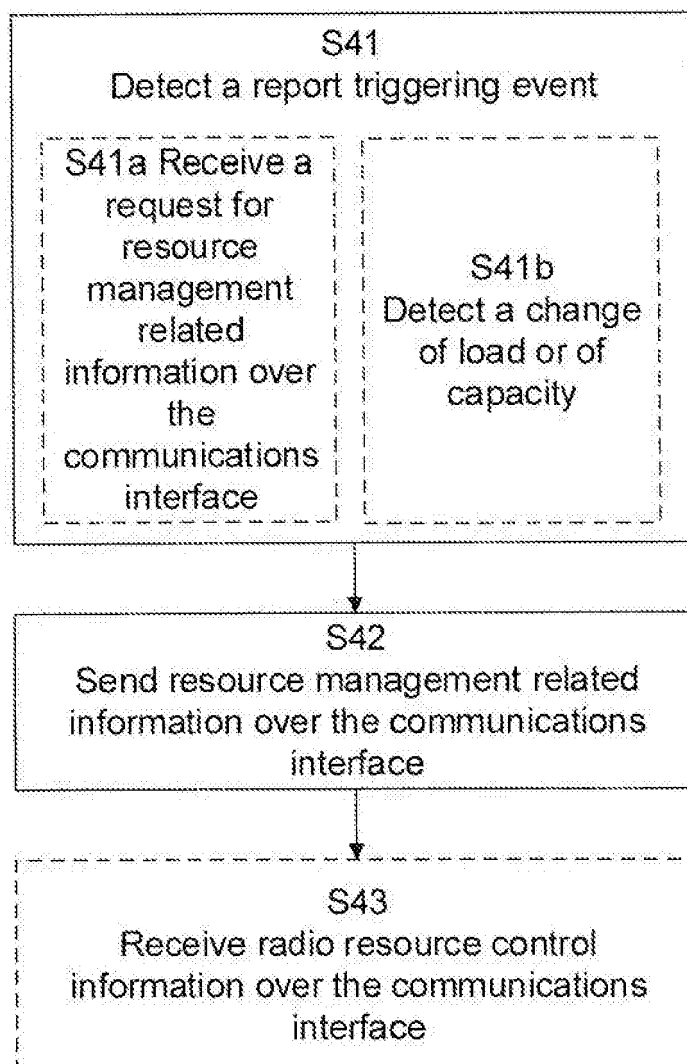 S41
Detect a report triggering event
S41a Receive a
request for
resource
management
related
information over
the
communications
interface
S41b
Detect a change
of load or of
capacity
S42
Send resource management related
information over the communications
interface
S43
Receive radio resource control
information over the communications
interface